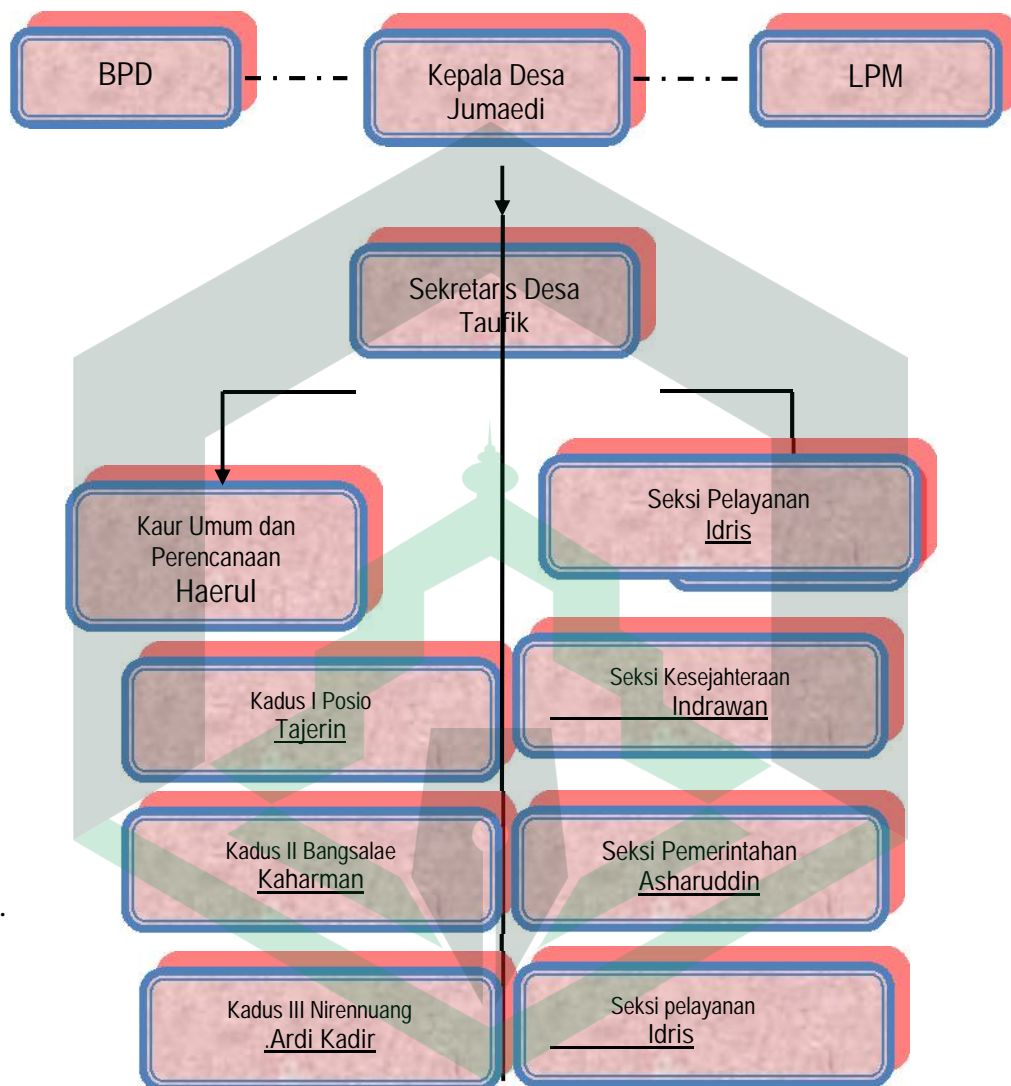 BPD
Kepala Desa
Jumaedi
LPM
Sekretaris Desa
Taufik
Kaur Umum dan
Perencanaan
Haerul
Seksi Pelayanan
Idris
Kadus I Posio
Tajerin
Seksi Kesejahteraan
Indrawan
Kadus II Bangsalae
Kaharman
Seksi Pemerintahan
Asharuddin
.
Kadus III Nirennuang
.Ardi Kadir
Seksi pelayanan
Idris